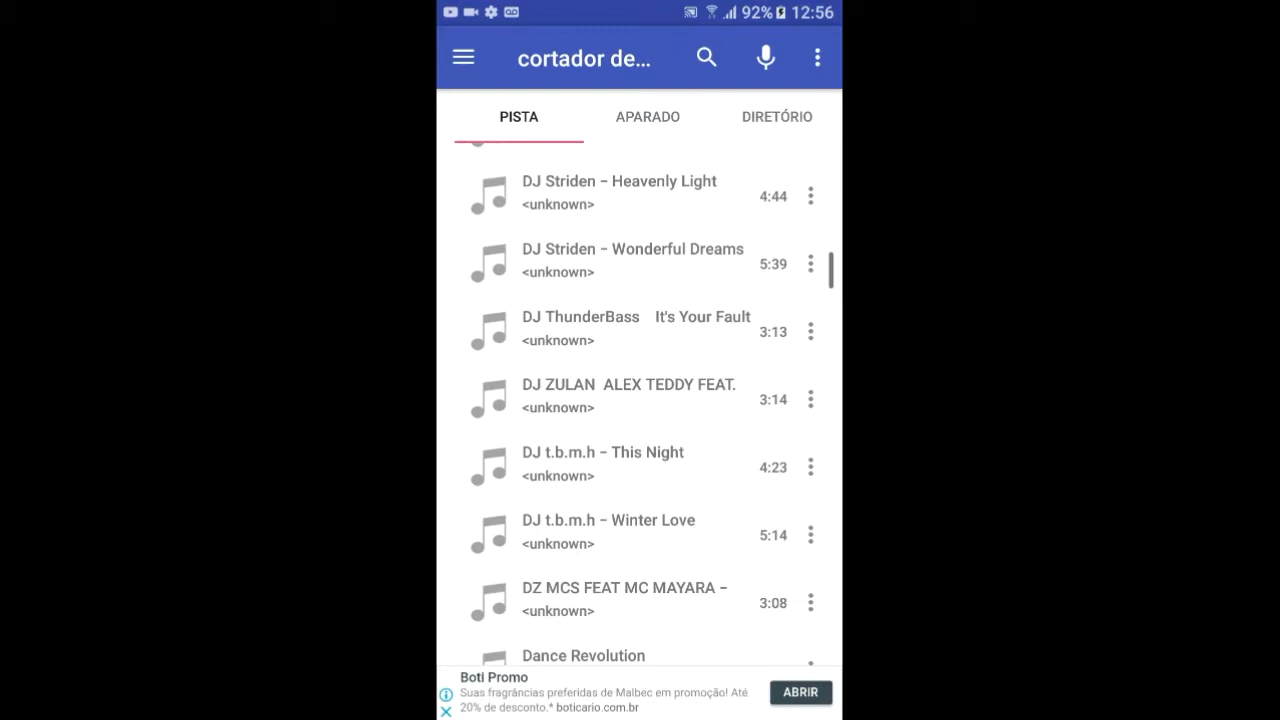 92% 12:56
cortador de...
PISTA APARADO DIRETÓRIO
DJ Striden - Heavenly Light
<unknown>
4:44
DJ Striden - Wonderful Dreams
<unknown>
5:39
DJ ThunderBass It's Your Fault
<unknown>
3:13
DJ ZULAN ALEX TEDDY FEAT.
<unknown>
3:14
DJ t.b.m.h - This Night
<unknown>
4:23
DJ t.b.m.h - Winter Love
<unknown>
5:14
DZ MCS FEAT MC MAYARA -
<unknown>
3:08
Dance Revolution
Boti Promo
Suas fragrâncias preferidas de Malbec em promoção! Até
20% de desconto.* boticario.com.br
ABRIR